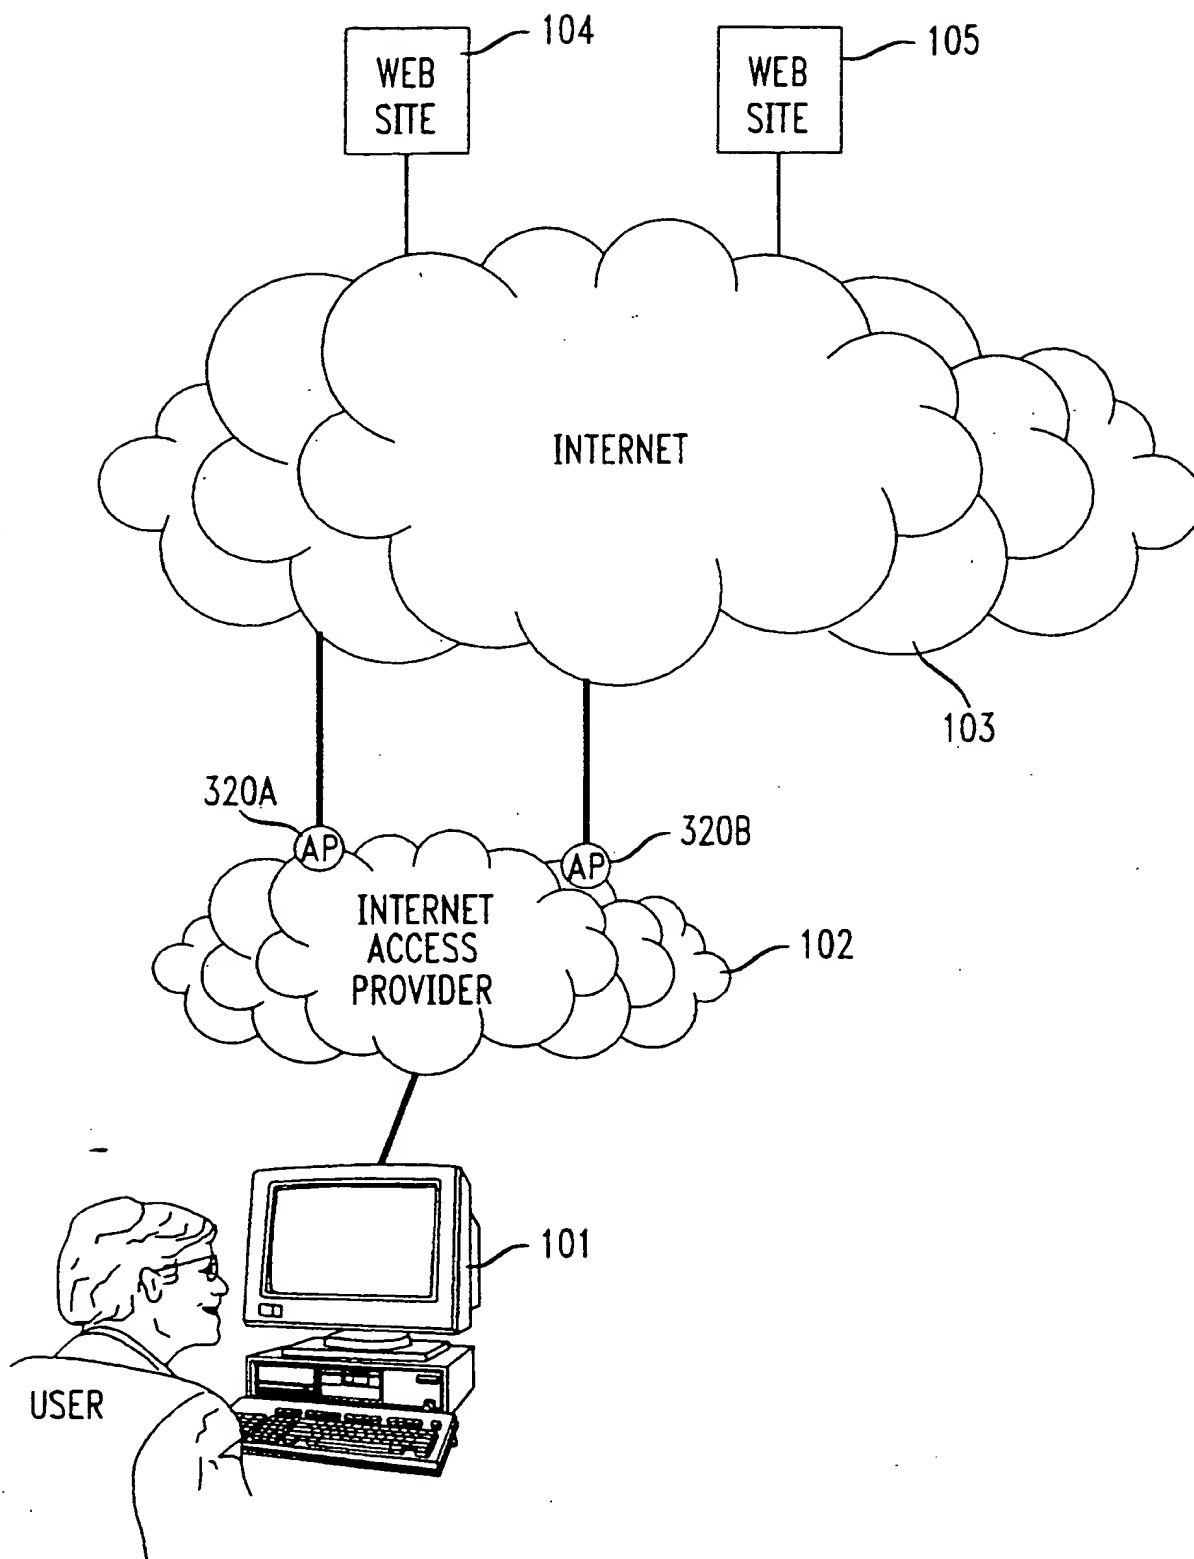 104
105
WEB
SITE
WEB
SITE
INTERNET
103
320A
320B
AP
AP
INTERNET
ACCESS
PROVIDER
102
101
USER